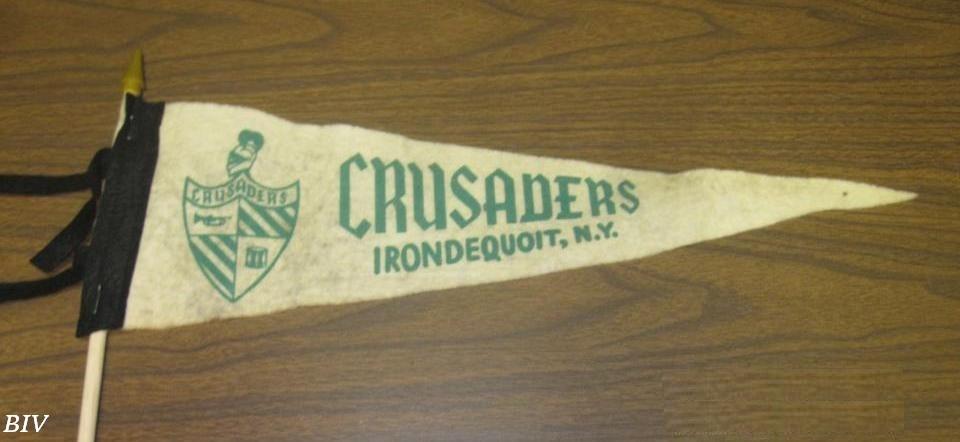 CRUSADERS
CRUSADERS
IRONDEQUOIT, N.Y.
BIV